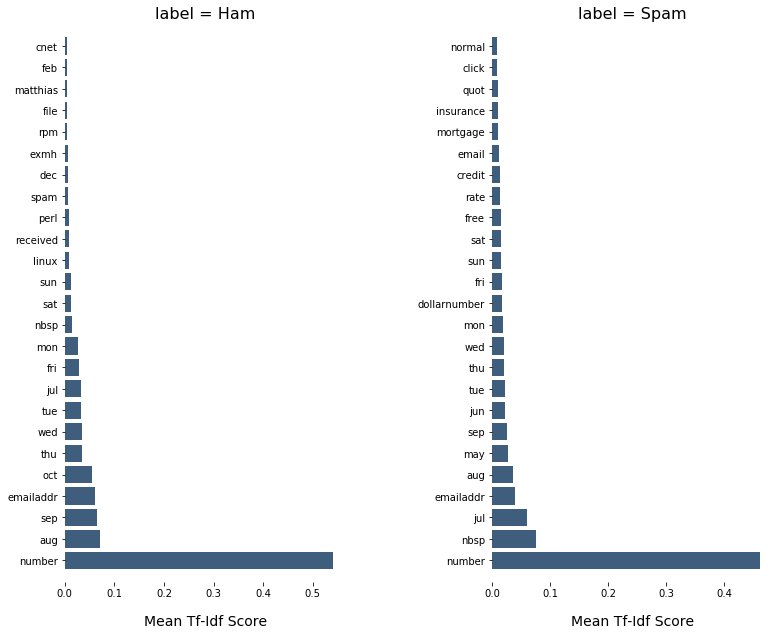 label = Ham
cnet
feb
matthias
file
rpm
exmh
dec
spam
perl
received
linux
sun
sat
nbsp
mon
fri
jul
tue
wed
thu
oct
emailaddr
sep
aug
number
0.0 0.1 0.2 0.3 0.4 0.5
Mean Tf-Idf Score
label = Spam
normal
click
quot
insurance
mortgage
email
credit
rate
free
sat
sun
fri
dollarnumber
mon
wed
thu
tue
jun
sep
may
aug
emailaddr
jul
nbsp
number
0.0 0.1 0.2 0.3 0.4
Mean Tf-Idf Score